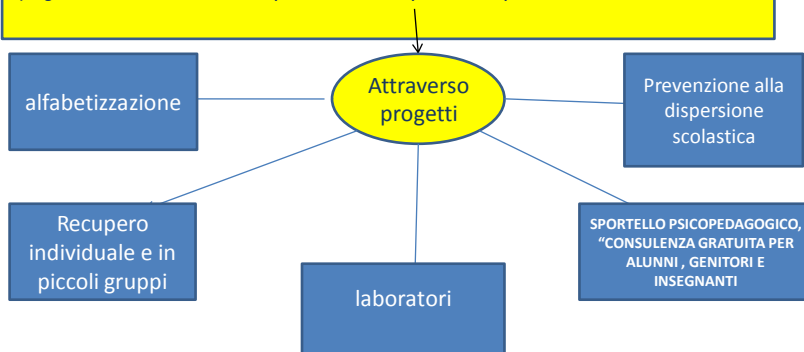 Attraverso
progetti
alfabetizzazione
Prevenzione alla
dispersione
scolastica
Recupero
individuale e in
piccoli gruppi
laboratori
SPORTELLO PSICOPEDAGOGICO,
“CONSULENZA GRATUITA PER
ALUNNI , GENITORI E
INSEGNANTI